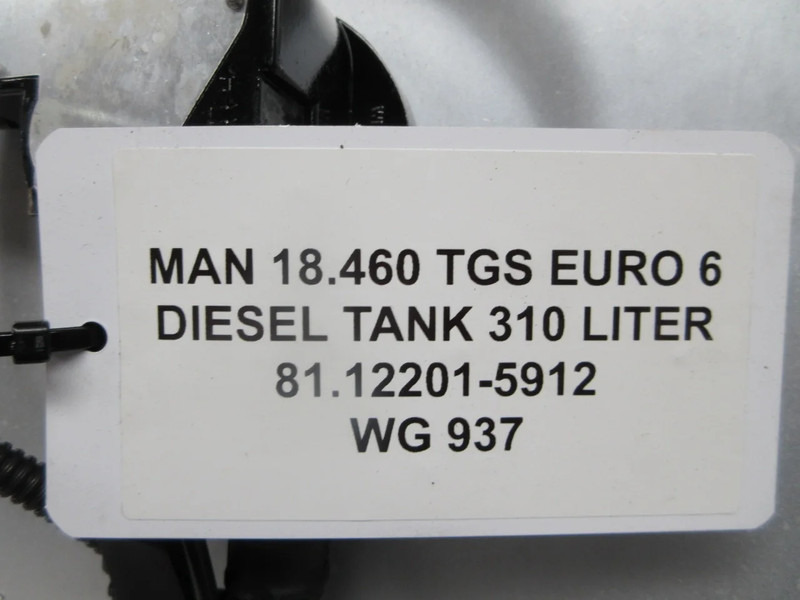 MAN 18.460 TGS EURO 6
DIESEL TANK 310 LITER
81.12201-5912
WG 937